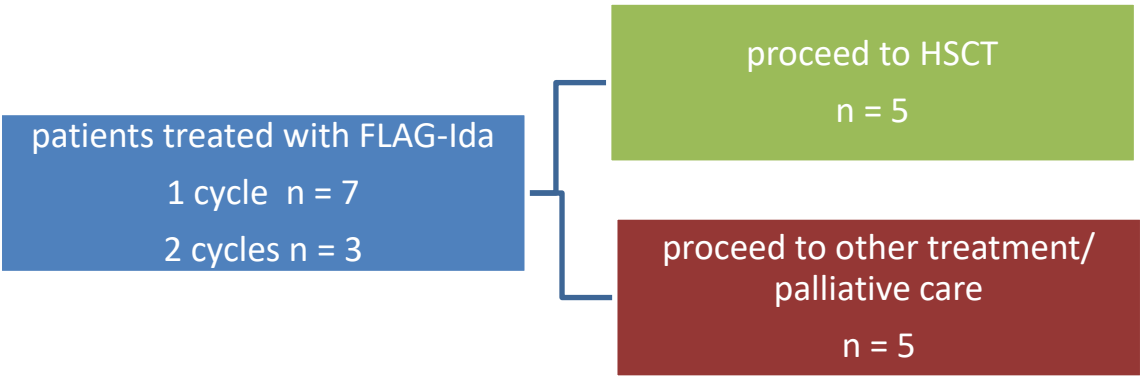 patients treated with FLAG-Ida
1 cycle  n = 7
2 cycles n = 3
proceed to HSCT
n = 5
proceed to other treatment/
palliative care
n = 5